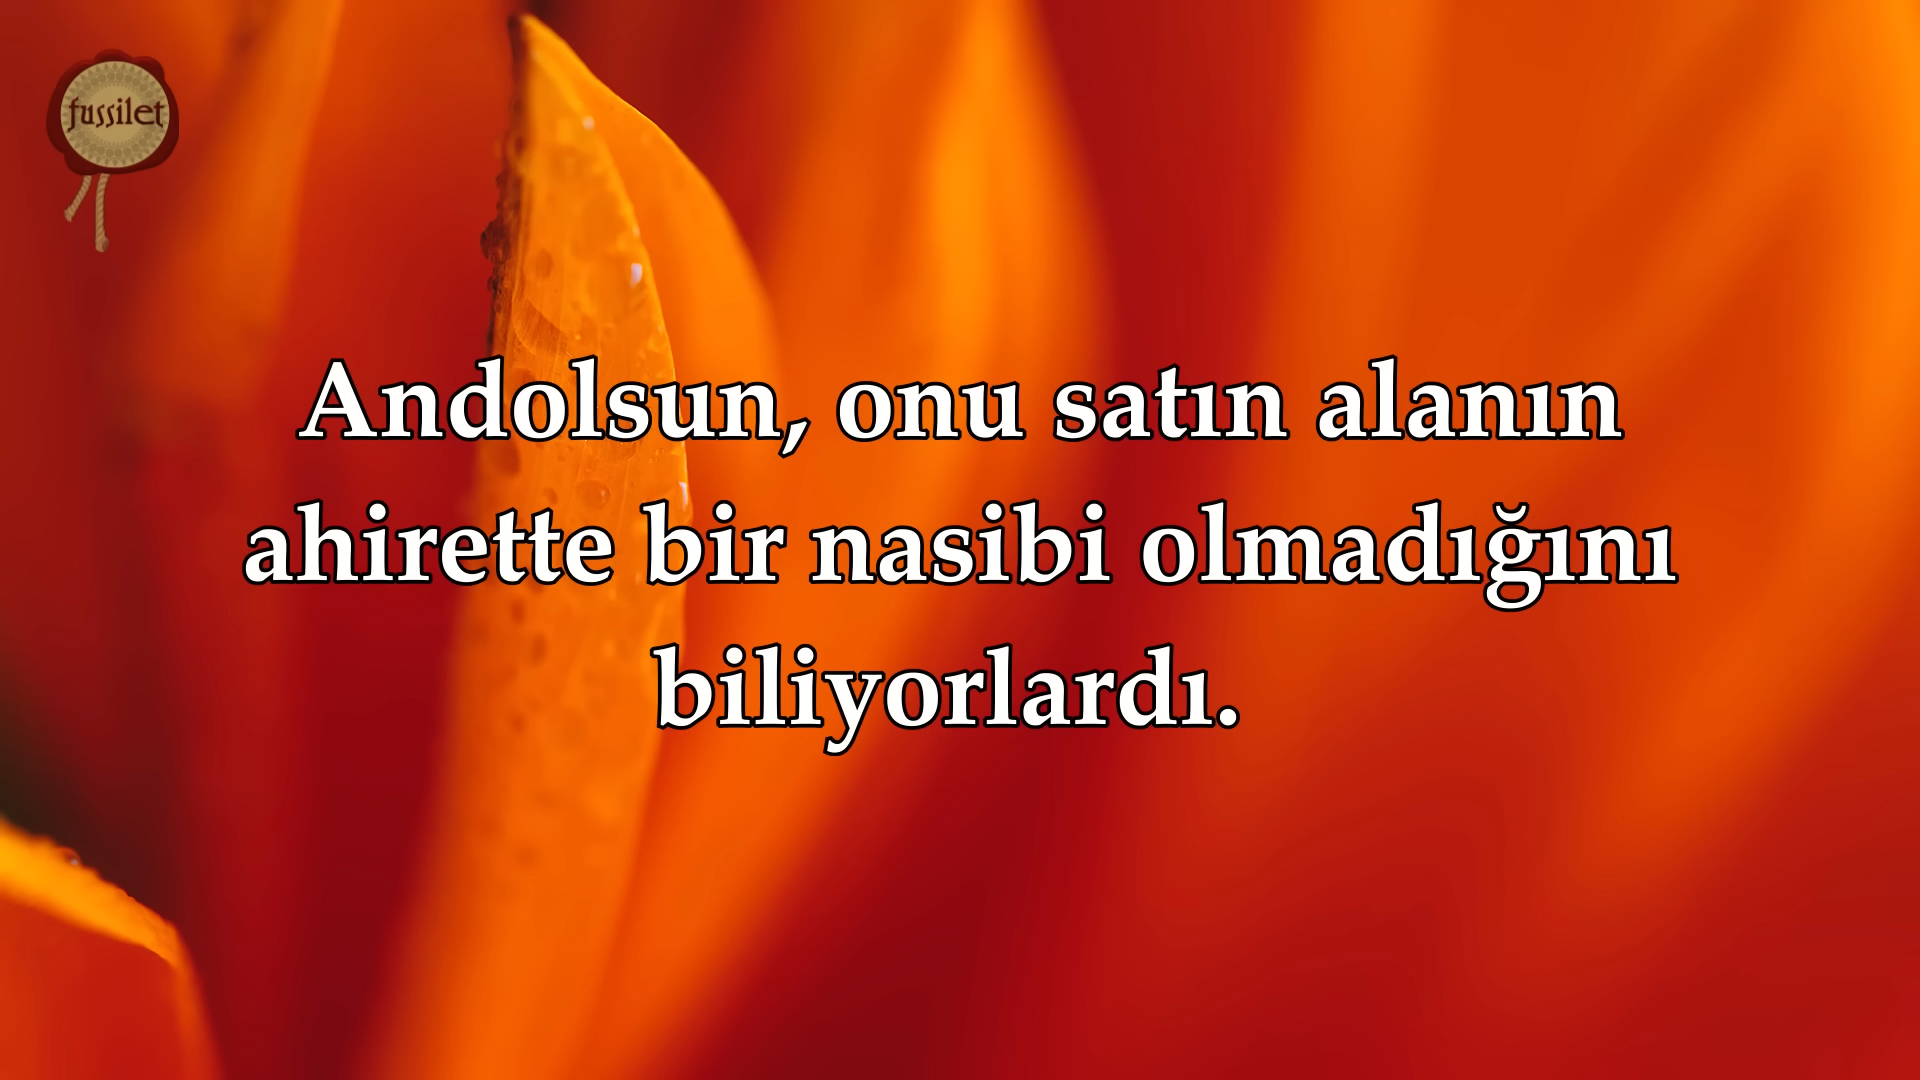 fussilet
Andolsun, onu satın alanın
ahirette bir nasibi olmadığını
biliyorlardı.